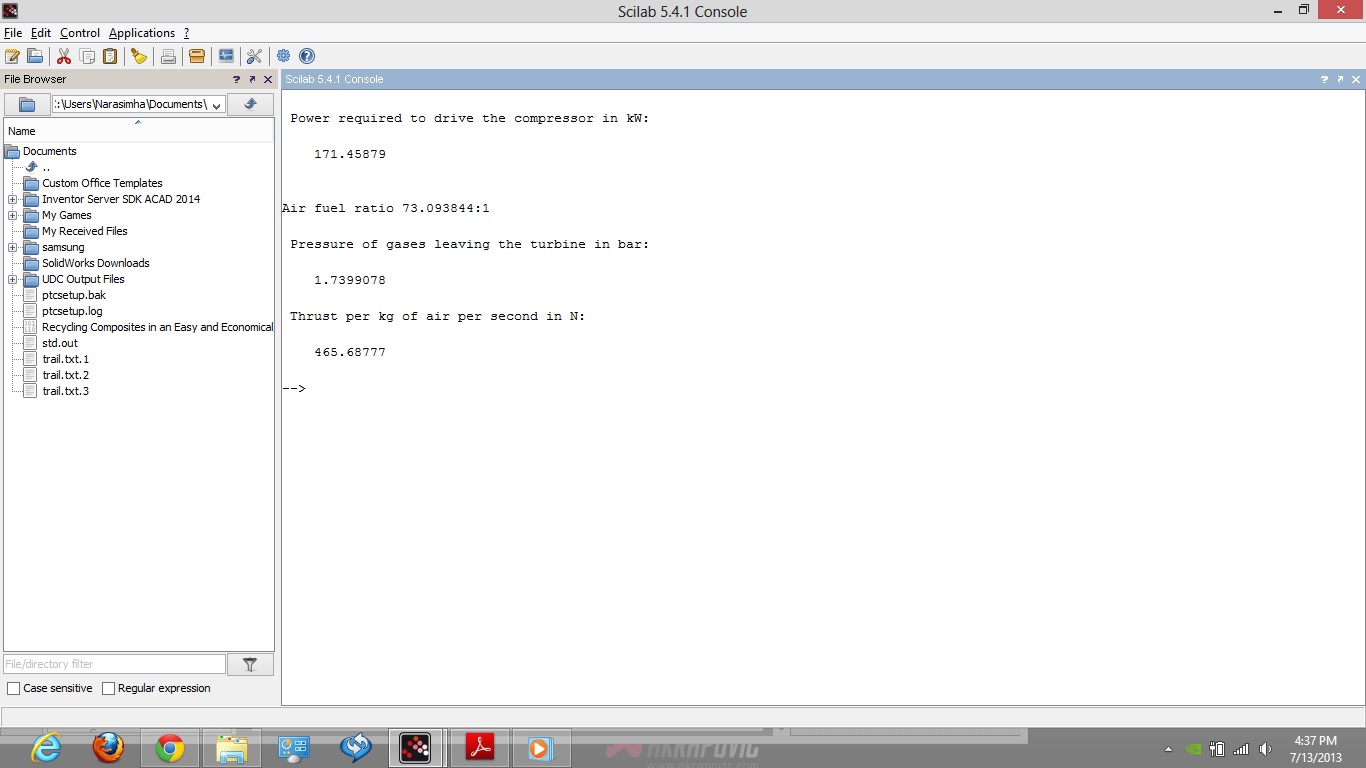 Scilab 5.4.1 Console
File Edit Control Applications ?
File Browser
Scilab 5.4.1 Console
:\Users\Narasimha\Documents\
Name
Documents
..
Custom Office Templates
Inventor Server SDK ACAD 2014
My Games
My Received Files
samsung
SolidWorks Downloads
UDC Output Files
ptcsetup.bak
ptcsetup.log
Recycling Composites in an Easy and Economical
std.out
trail.txt.1
trail.txt.2
trail.txt.3
Power required to drive the compressor in kW:
171.45879
Air fuel ratio 73.093844:1
Pressure of gases leaving the turbine in bar:
1.7399078
Thrust per kg of air per second in N:
465.68777
-->
File/directory filter
Case sensitive Regular expression
AKRAPOVIC
www.akrapovic.com
4:37 PM
7/13/2013